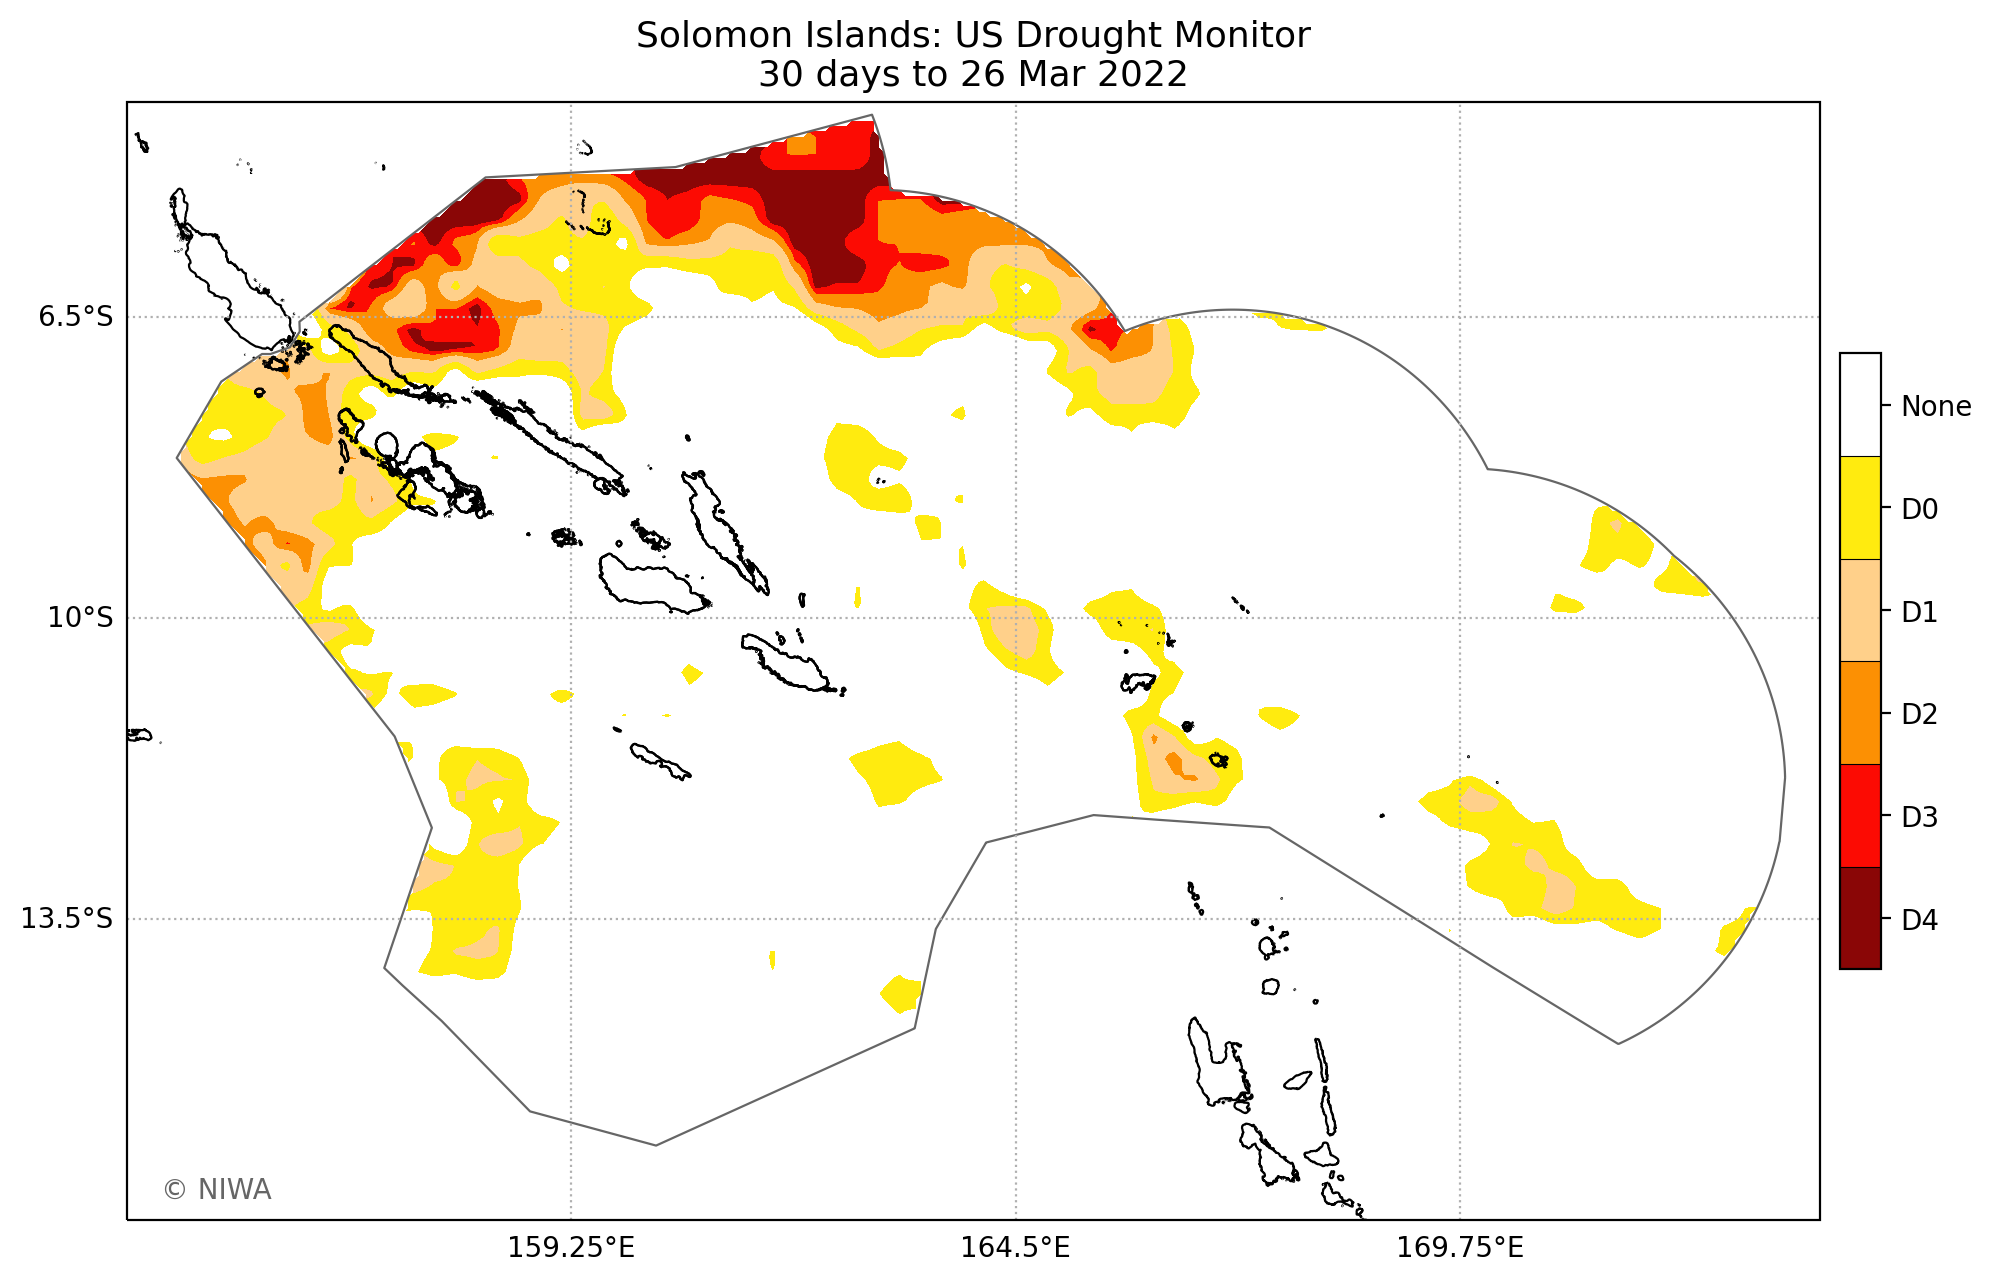 Solomon Islands: US Drought Monitor
30 days to 26 Mar 2022
6.5°S
10°S
13.5°S
159.25°E
164.5°E
169.75°E
None
D0
D1
D2
D3
D4
© NIWA